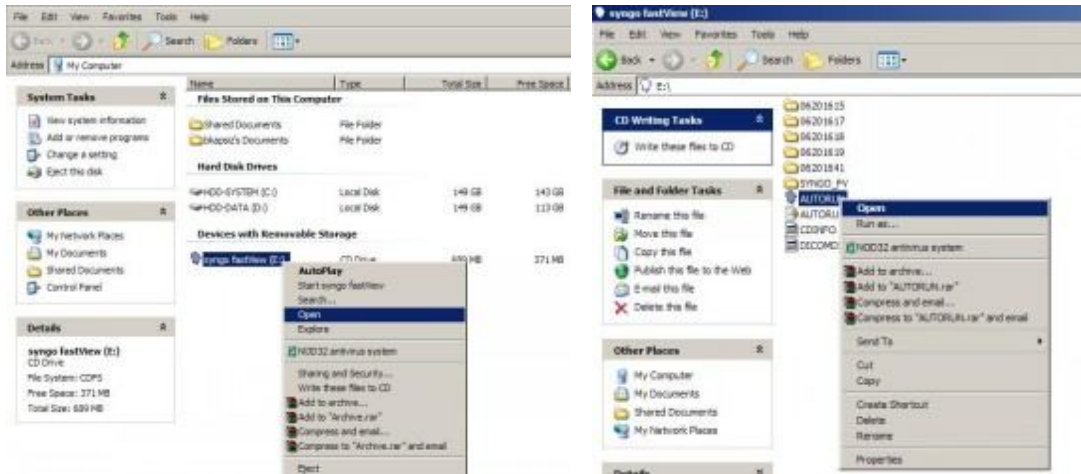 File Edit View Favorites Tools Help
Back Search Folders
Address My Computer
System Tasks
View system information
Add or remove programs
Change a setting
Eject this disk
Other Places
My Network Places
My Documents
Shared Documents
Control Panel
Details
syngo fastView (E:)
CD Drive
File System: CDFS
Free Space: 371 MB
Total Size: 689 MB
Name Type Total Size Free Space
Files Stored on This Computer
Shared Documents File Folder
Documents File Folder
Hard Disk Drives
HDD-SYSTEM (C:) Local Disk 149 GB 143 GB
HDD-DATA (D:) Local Disk 149 GB 113 GB
Devices with Removable Storage
syngo fastView (E:) CD Drive 689 MB 371 MB
AutoPlay
Start syngo fastView
Search...
Open
Explore
NOD32 antivirus system
Sharing and Security...
Write these files to CD
Add to archive...
Add to "Archive.rar"
Compress and email...
Compress to "Archive.rar" and email
Eject
syngo fastView (E:)
File Edit View Favorites Tools Help
Back Search Folders
Address E:\
CD Writing Tasks
Write these files to CD
File and Folder Tasks
Rename this file
Move this file
Copy this file
Publish this file to the Web
E-mail this file
Delete this file
Other Places
My Computer
My Documents
Shared Documents
My Network Places
Details
06201615
06201617
06201618
06201619
06201641
SYNGO_FV
AUTORUN
AUTORU
CDINFO
DICOMD
Open
Run as...
NOD32 antivirus system
Add to archive...
Add to "AUTORUN.rar"
Compress and email...
Compress to "AUTORUN.rar" and email
Send To
Cut
Copy
Create Shortcut
Delete
Rename
Properties